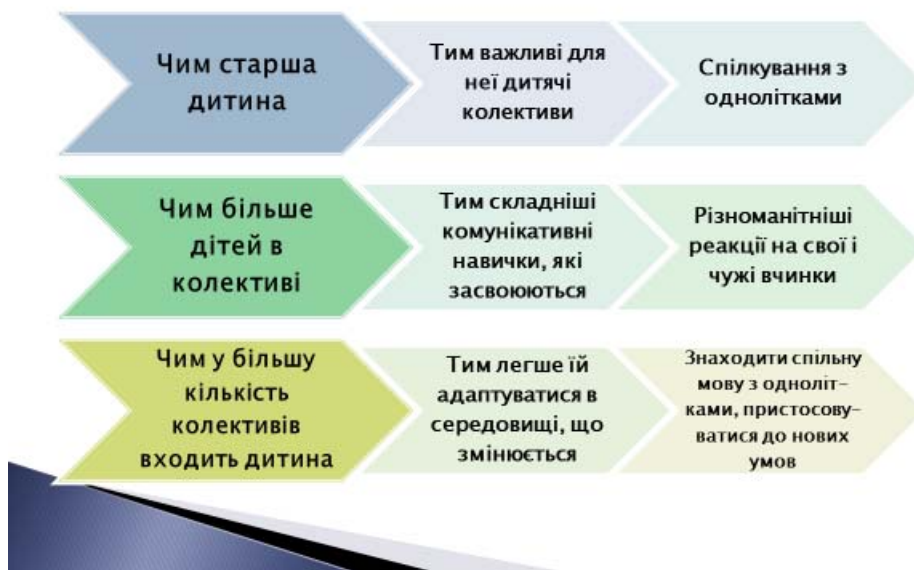 Чим старша
дитина
Тим важливі для
неї дитячі
колективи
Спілкування з
однолітками
Чим більше
дітей в
колективі
Тим складніші
комунікативні
навички, які
засвоюються
Різноманітніші
реакції на свої і
чужі вчинки
Чим у більшу
кількість
колективів
входить дитина
Тим легше їй
адаптуватися в
середовищі, що
змінюється
Знаходити спільну
мову з одноліт-
ками, пристосову-
ватися до нових
умов